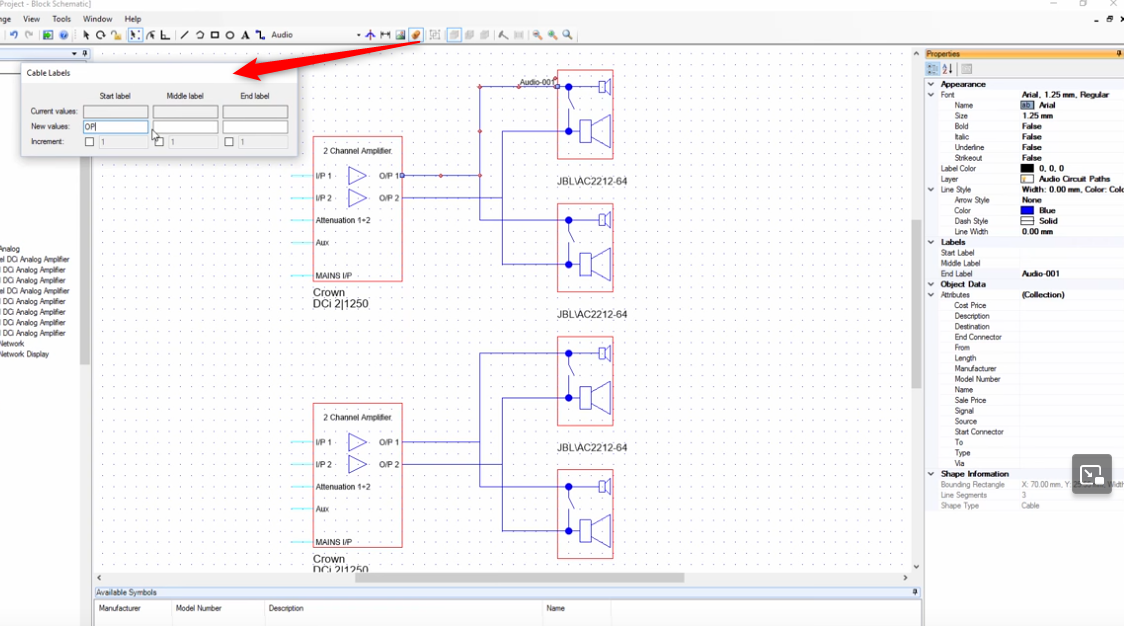 Project - Block Schematic*]
nge View Tools Window Help
Audio
Cable Labels
Start label Middle label End label
Current values:
New values: OP
Increment: 1 1 1
Analog
el DCi Analog Amplifier
l DCi Analog Amplifier
l DCi Analog Amplifier
el DCi Analog Amplifier
l DCi Analog Amplifier
l DCi Analog Amplifier
l DCi Analog Amplifier
l DCi Analog Amplifier
Network
Network Display
Audio-001
2 Channel Amplifier
I/P 1 O/P 1
I/P 2 O/P 2
Attenuation 1+2
Aux
MAINS I/P
Crown
DCi 2|1250
JBL\AC2212-64
JBL\AC2212-64
2 Channel Amplifier
I/P 1 O/P 1
I/P 2 O/P 2
Attenuation 1+2
Aux
MAINS I/P
Crown
DCi 2|1250
JBL\AC2212-64
Available Symbols
Manufacturer Model Number Description Name
Properties
Appearance
Font Arial, 1.25 mm, Regular
Name ab Arial
Size 1.25 mm
Bold False
Italic False
Underline False
Strikeout False
Label Color 0, 0, 0
Layer Audio Circuit Paths
Line Style Width: 0.00 mm, Color: Colo
Arrow Style None
Color Blue
Dash Style Solid
Line Width 0.00 mm
Labels
Start Label
Middle Label
End Label Audio-001
Object Data
Attributes (Collection)
Cost Price
Description
Destination
End Connector
From
Length
Manufacturer
Model Number
Name
Sale Price
Signal
Source
Start Connector
To
Type
Via
Shape Information
Bounding Rectangle X: 70.00 mm, Y: Width
Line Segments 3
Shape Type Cable